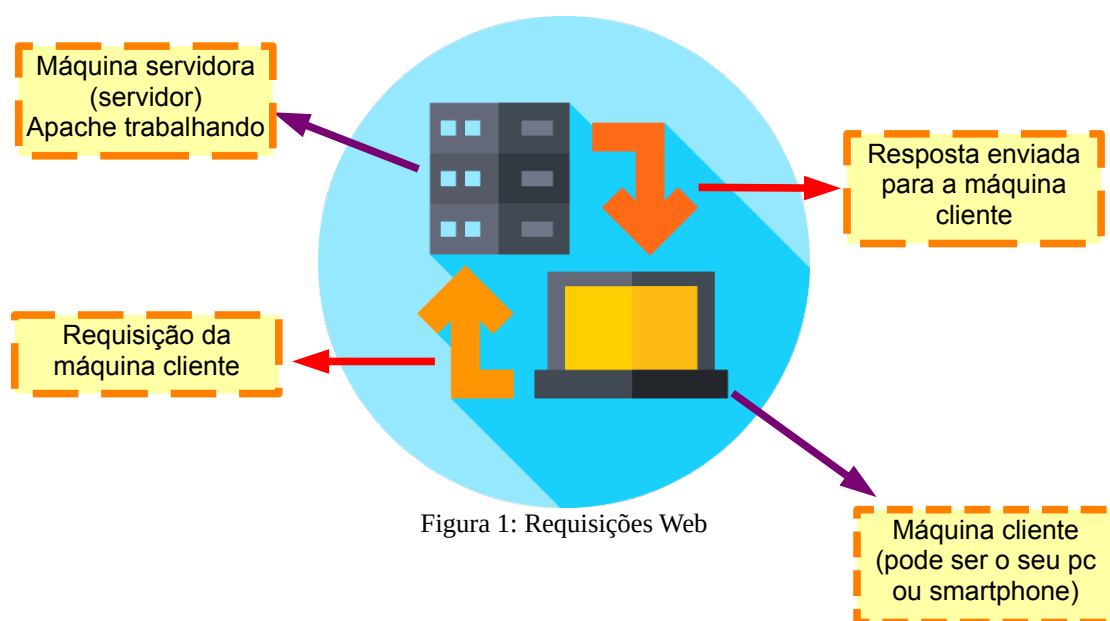 Máquina servidora
(servidor)
Apache trabalhando
Resposta enviada
para a máquina
cliente
Requisição da
máquina cliente
Figura 1: Requisições Web
Máquina cliente
(pode ser o seu pc
ou smartphone)